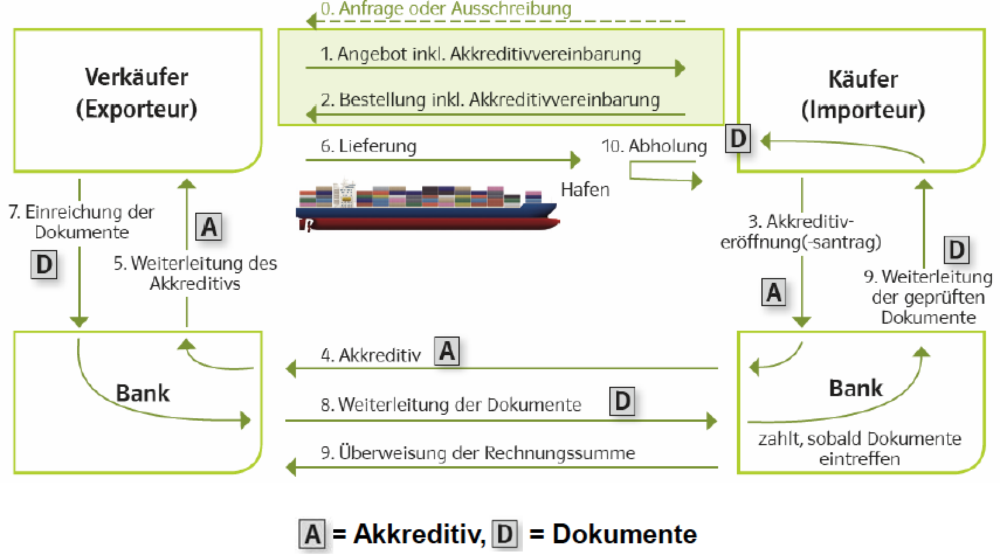 0. Anfrage oder Ausschreibung
1. Angebot inkl. Akkreditivvereinbarung
2. Bestellung inkl. Akkreditivvereinbarung
Verkäufer
(Exporteur)
Käufer
(Importeur)
D
6. Lieferung
10. Abholung
Hafen
7. Einreichung der
Dokumente
D
A
5. Weiterleitung des
Akkreditivs
3. Akkreditiv-
eröffnung(-santrag)
A
D
9. Weiterleitung
der geprüften
Dokumente
4. Akkreditiv
A
Bank
8. Weiterleitung der Dokumente
D
9. Überweisung der Rechnungssumme
Bank
zahlt, sobald Dokumente
eintreffen
A = Akkreditiv, D = Dokumente